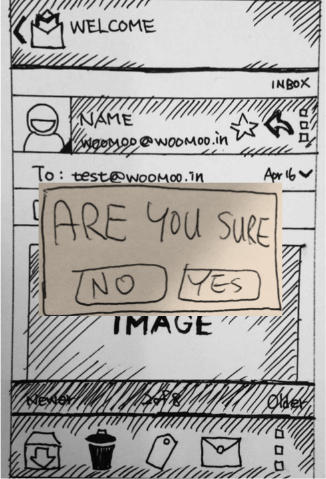 WELCOME
INBOX
NAME
woomoo@woomoo.in
To: test@woomoo.in Apr 16
ARE YOU SURE
NO YES
IMAGE
Newer 2 of 8 Older